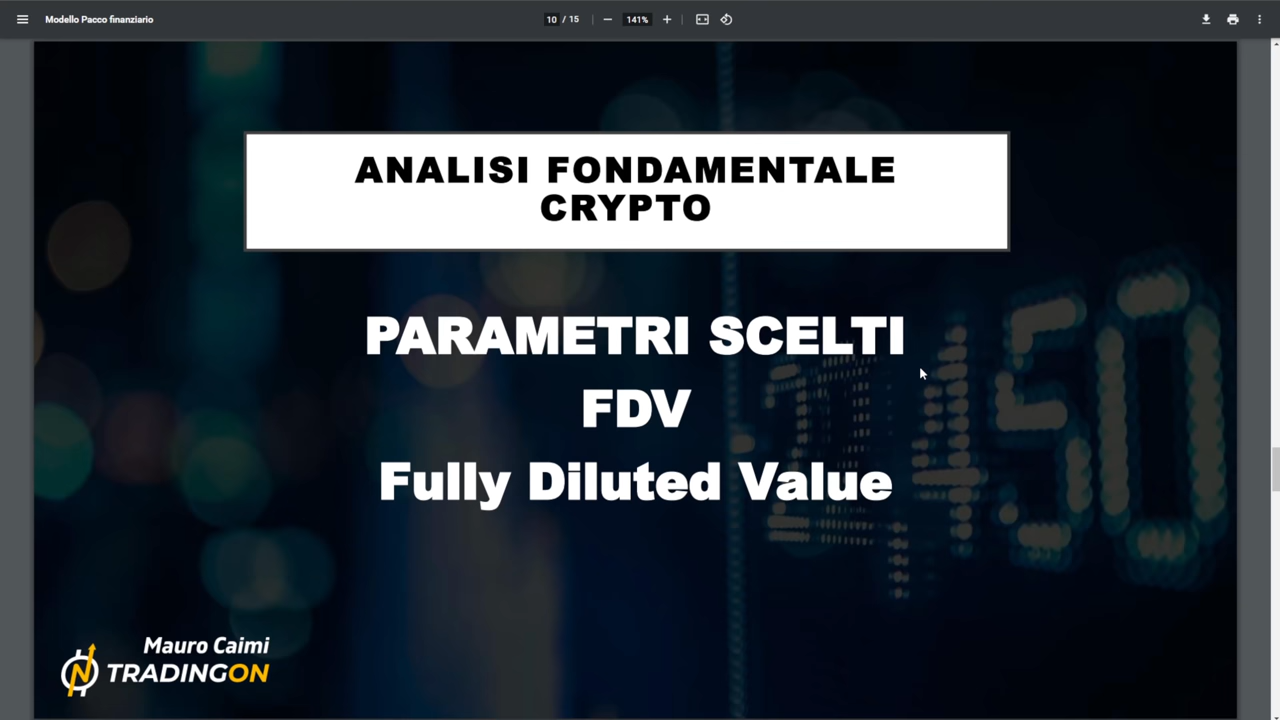 Modello Pacco finanziario
10 / 15
141%
ANALISI FONDAMENTALE
CRYPTO
PARAMETRI SCELTI
FDV
Fully Diluted Value
Mauro Caimi
TRADINGON